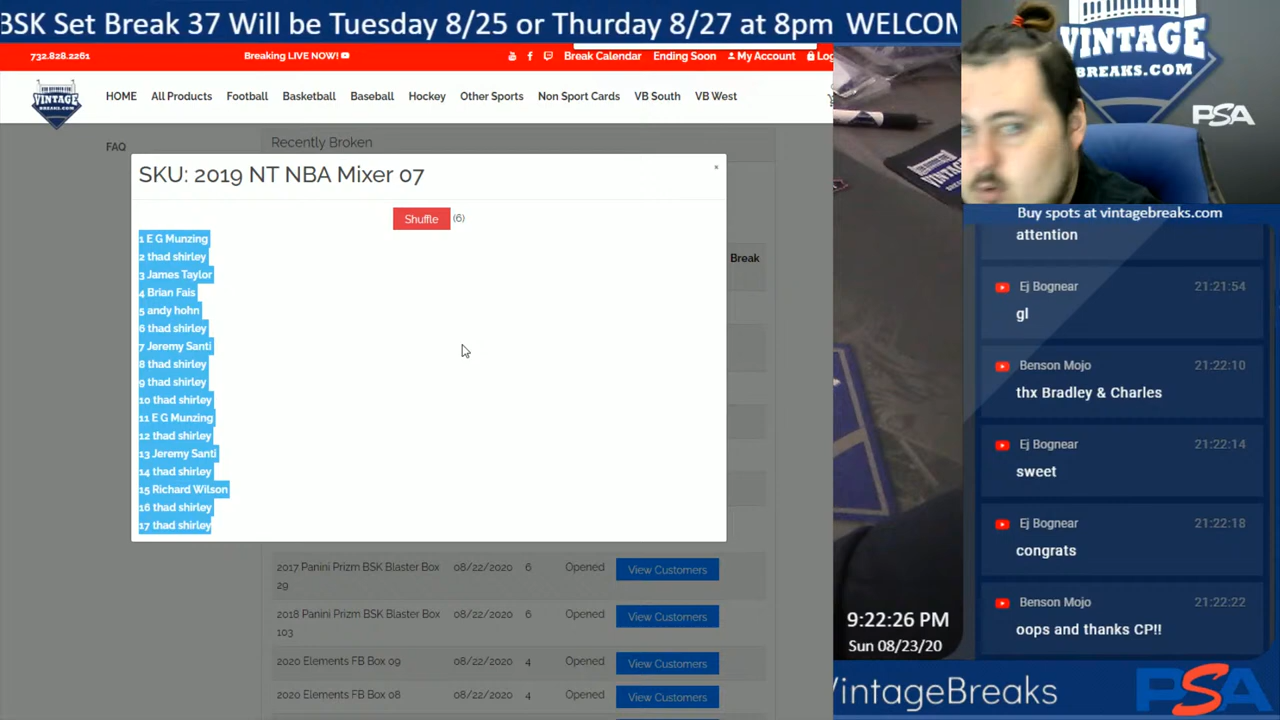 BSK Set Break 37 Will be Tuesday 8/25 or Thurday 8/27 at 8pm WELCOM
732.828.2261
Breaking LIVE NOW!
Break Calendar
Ending Soon
My Account
Log
VINTAGE
BREAKS.COM
HOME
All Products
Football
Basketball
Baseball
Hockey
Other Sports
Non Sport Cards
VB South
VB West
FAQ
Recently Broken
Break
SKU: 2019 NT NBA Mixer 07
×
Shuffle (6)
1 E G Munzing
2 thad shirley
3 James Taylor
4 Brian Fais
5 andy hohn
6 thad shirley
7 Jeremy Santi
8 thad shirley
9 thad shirley
10 thad shirley
11 E G Munzing
12 thad shirley
13 Jeremy Santi
14 thad shirley
15 Richard Wilson
16 thad shirley
17 thad shirley
2017 Panini Prizm BSK Blaster Box 08/22/2020 6 Opened View Customers
29
2018 Panini Prizm BSK Blaster Box 08/22/2020 6 Opened View Customers
103
2020 Elements FB Box 09 08/22/2020 4 Opened View Customers
2020 Elements FB Box 08 08/22/2020 4 Opened View Customers
VINTAGE
BREAKS.COM
PSA
Buy spots at vintagebreaks.com
attention
Ej Bognear 21:21:54
gl
Benson Mojo 21:22:10
thx Bradley & Charles
Ej Bognear 21:22:14
sweet
Ej Bognear 21:22:18
congrats
Benson Mojo 21:22:22
oops and thanks CP!!
9:22:26 PM
Sun 08/23/20
VintageBreaks
PSA